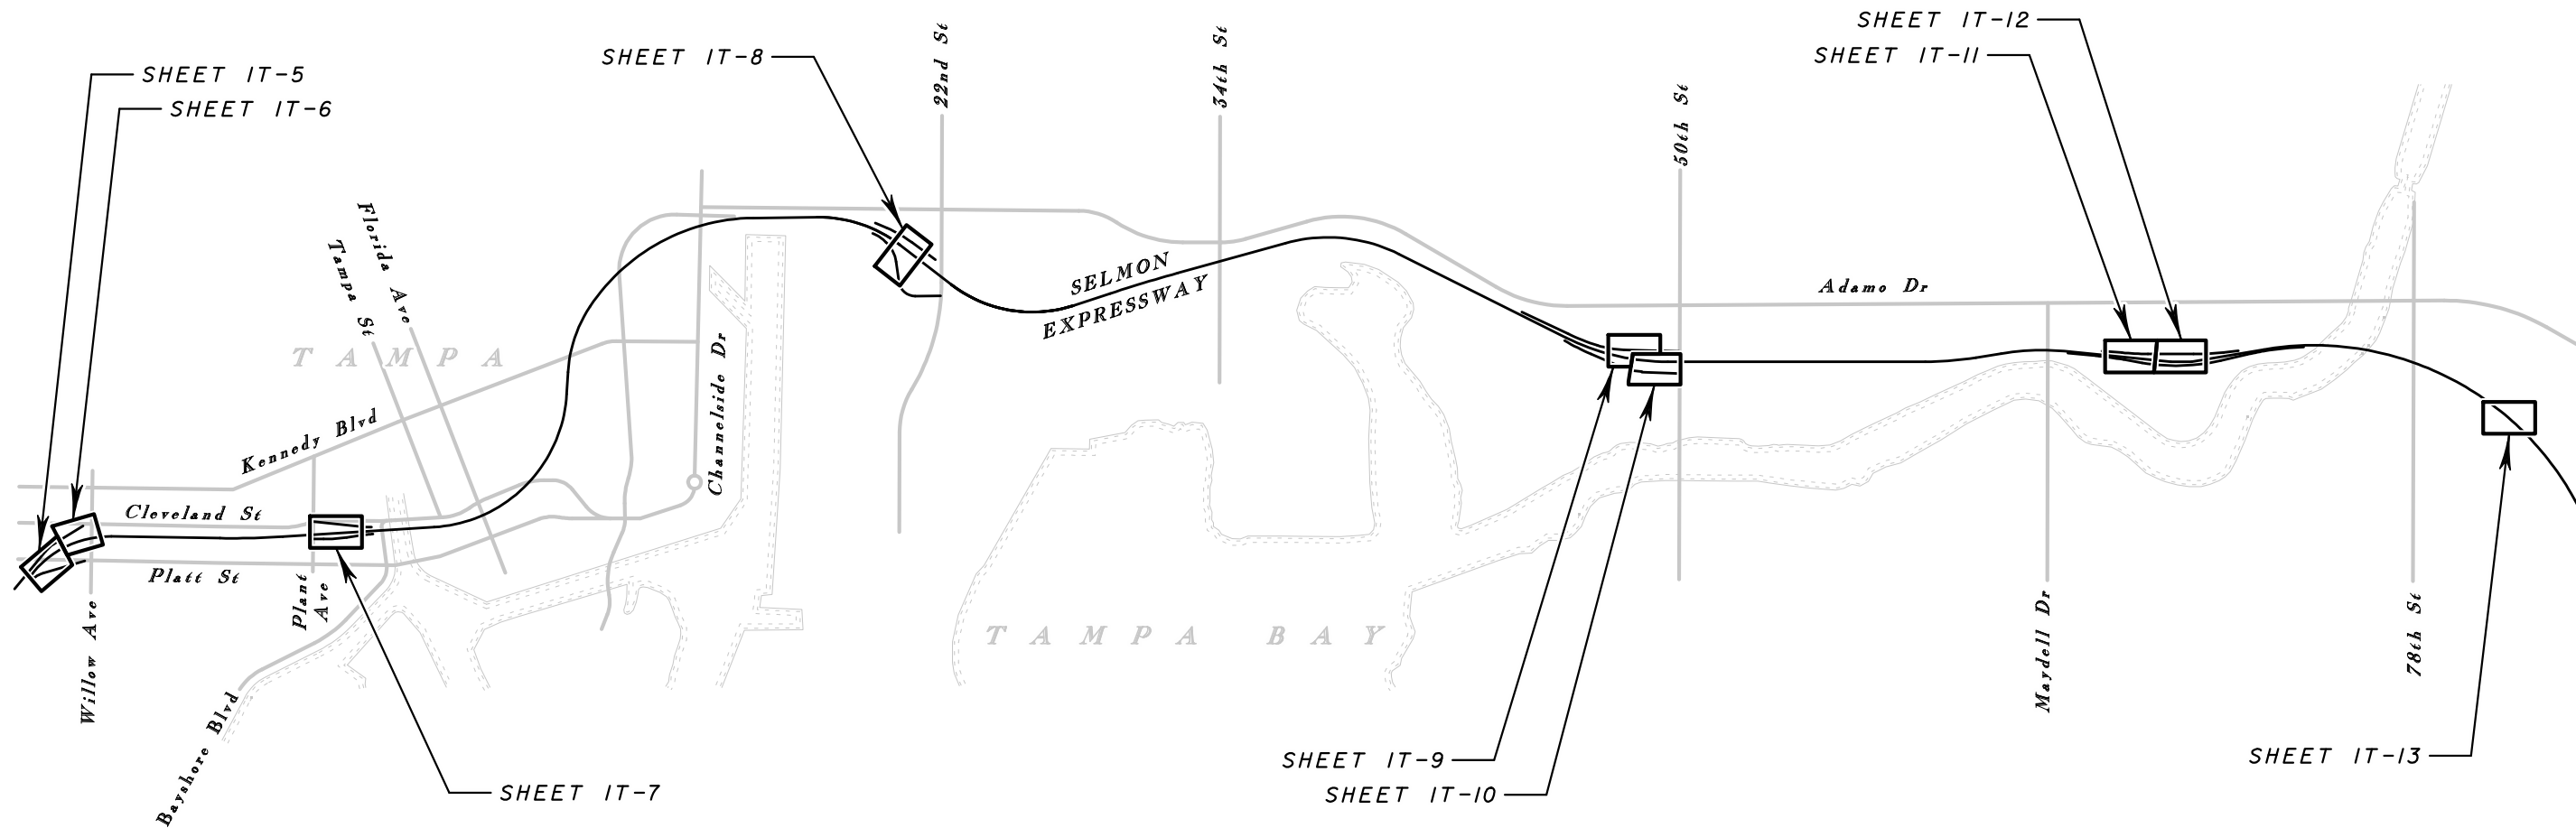 SHEET IT-12
SHEET IT-11
SHEET IT-8
SHEET IT-5
SHEET IT-6
22nd St
34th St
50th St
Florida Ave
Tampa St
TAMPA
SELMON
EXPRESSWAY
Adamo Dr
Channelside Dr
Kennedy Blvd
Cleveland St
Platt St
Plant
Ave
Willow Ave
Bayshore Blvd
TAMPA BAY
Maydell Dr
78th St
SHEET IT-9
SHEET IT-10
SHEET IT-13
SHEET IT-7